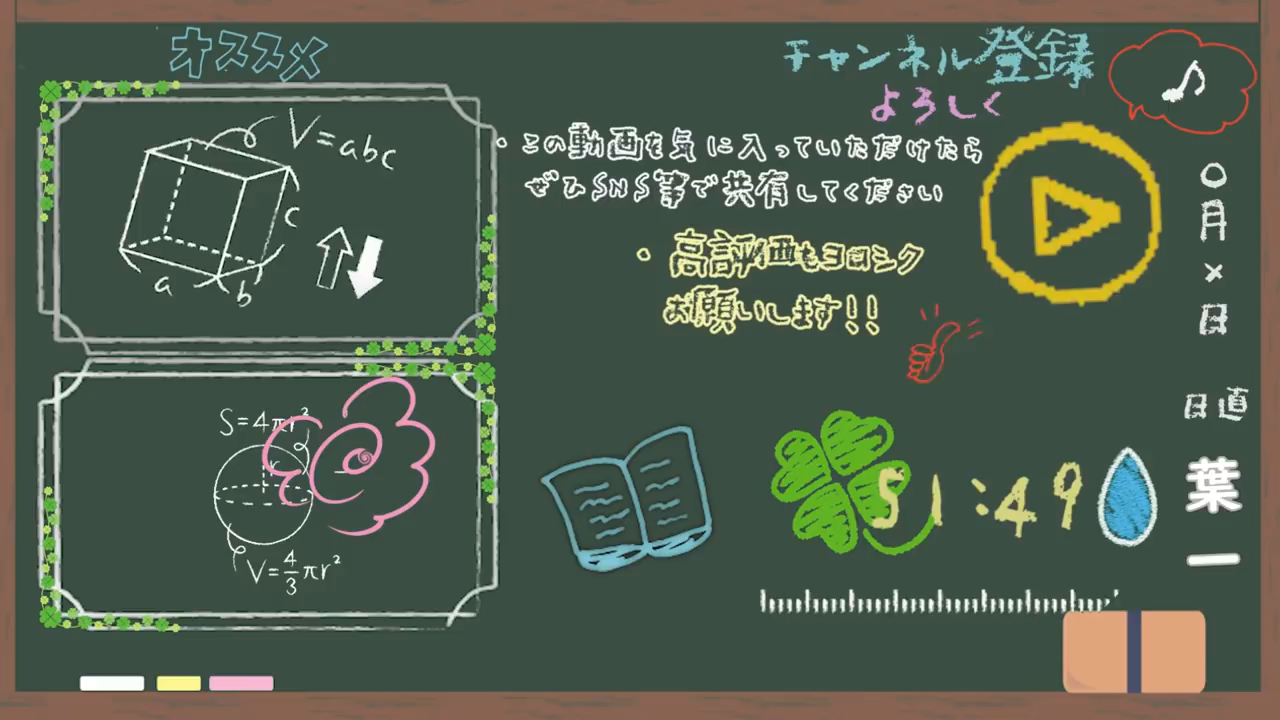 オススメ
V=abc
c
a
b
S=4πr²
r
V=4/3πr²
チャンネル登録
よろしく
・この動画を気に入っていただけたら
ぜひSNS等で共有してください
・高評価もヨロシク
お願いします!!
51:49
○月×日
日直
葉一